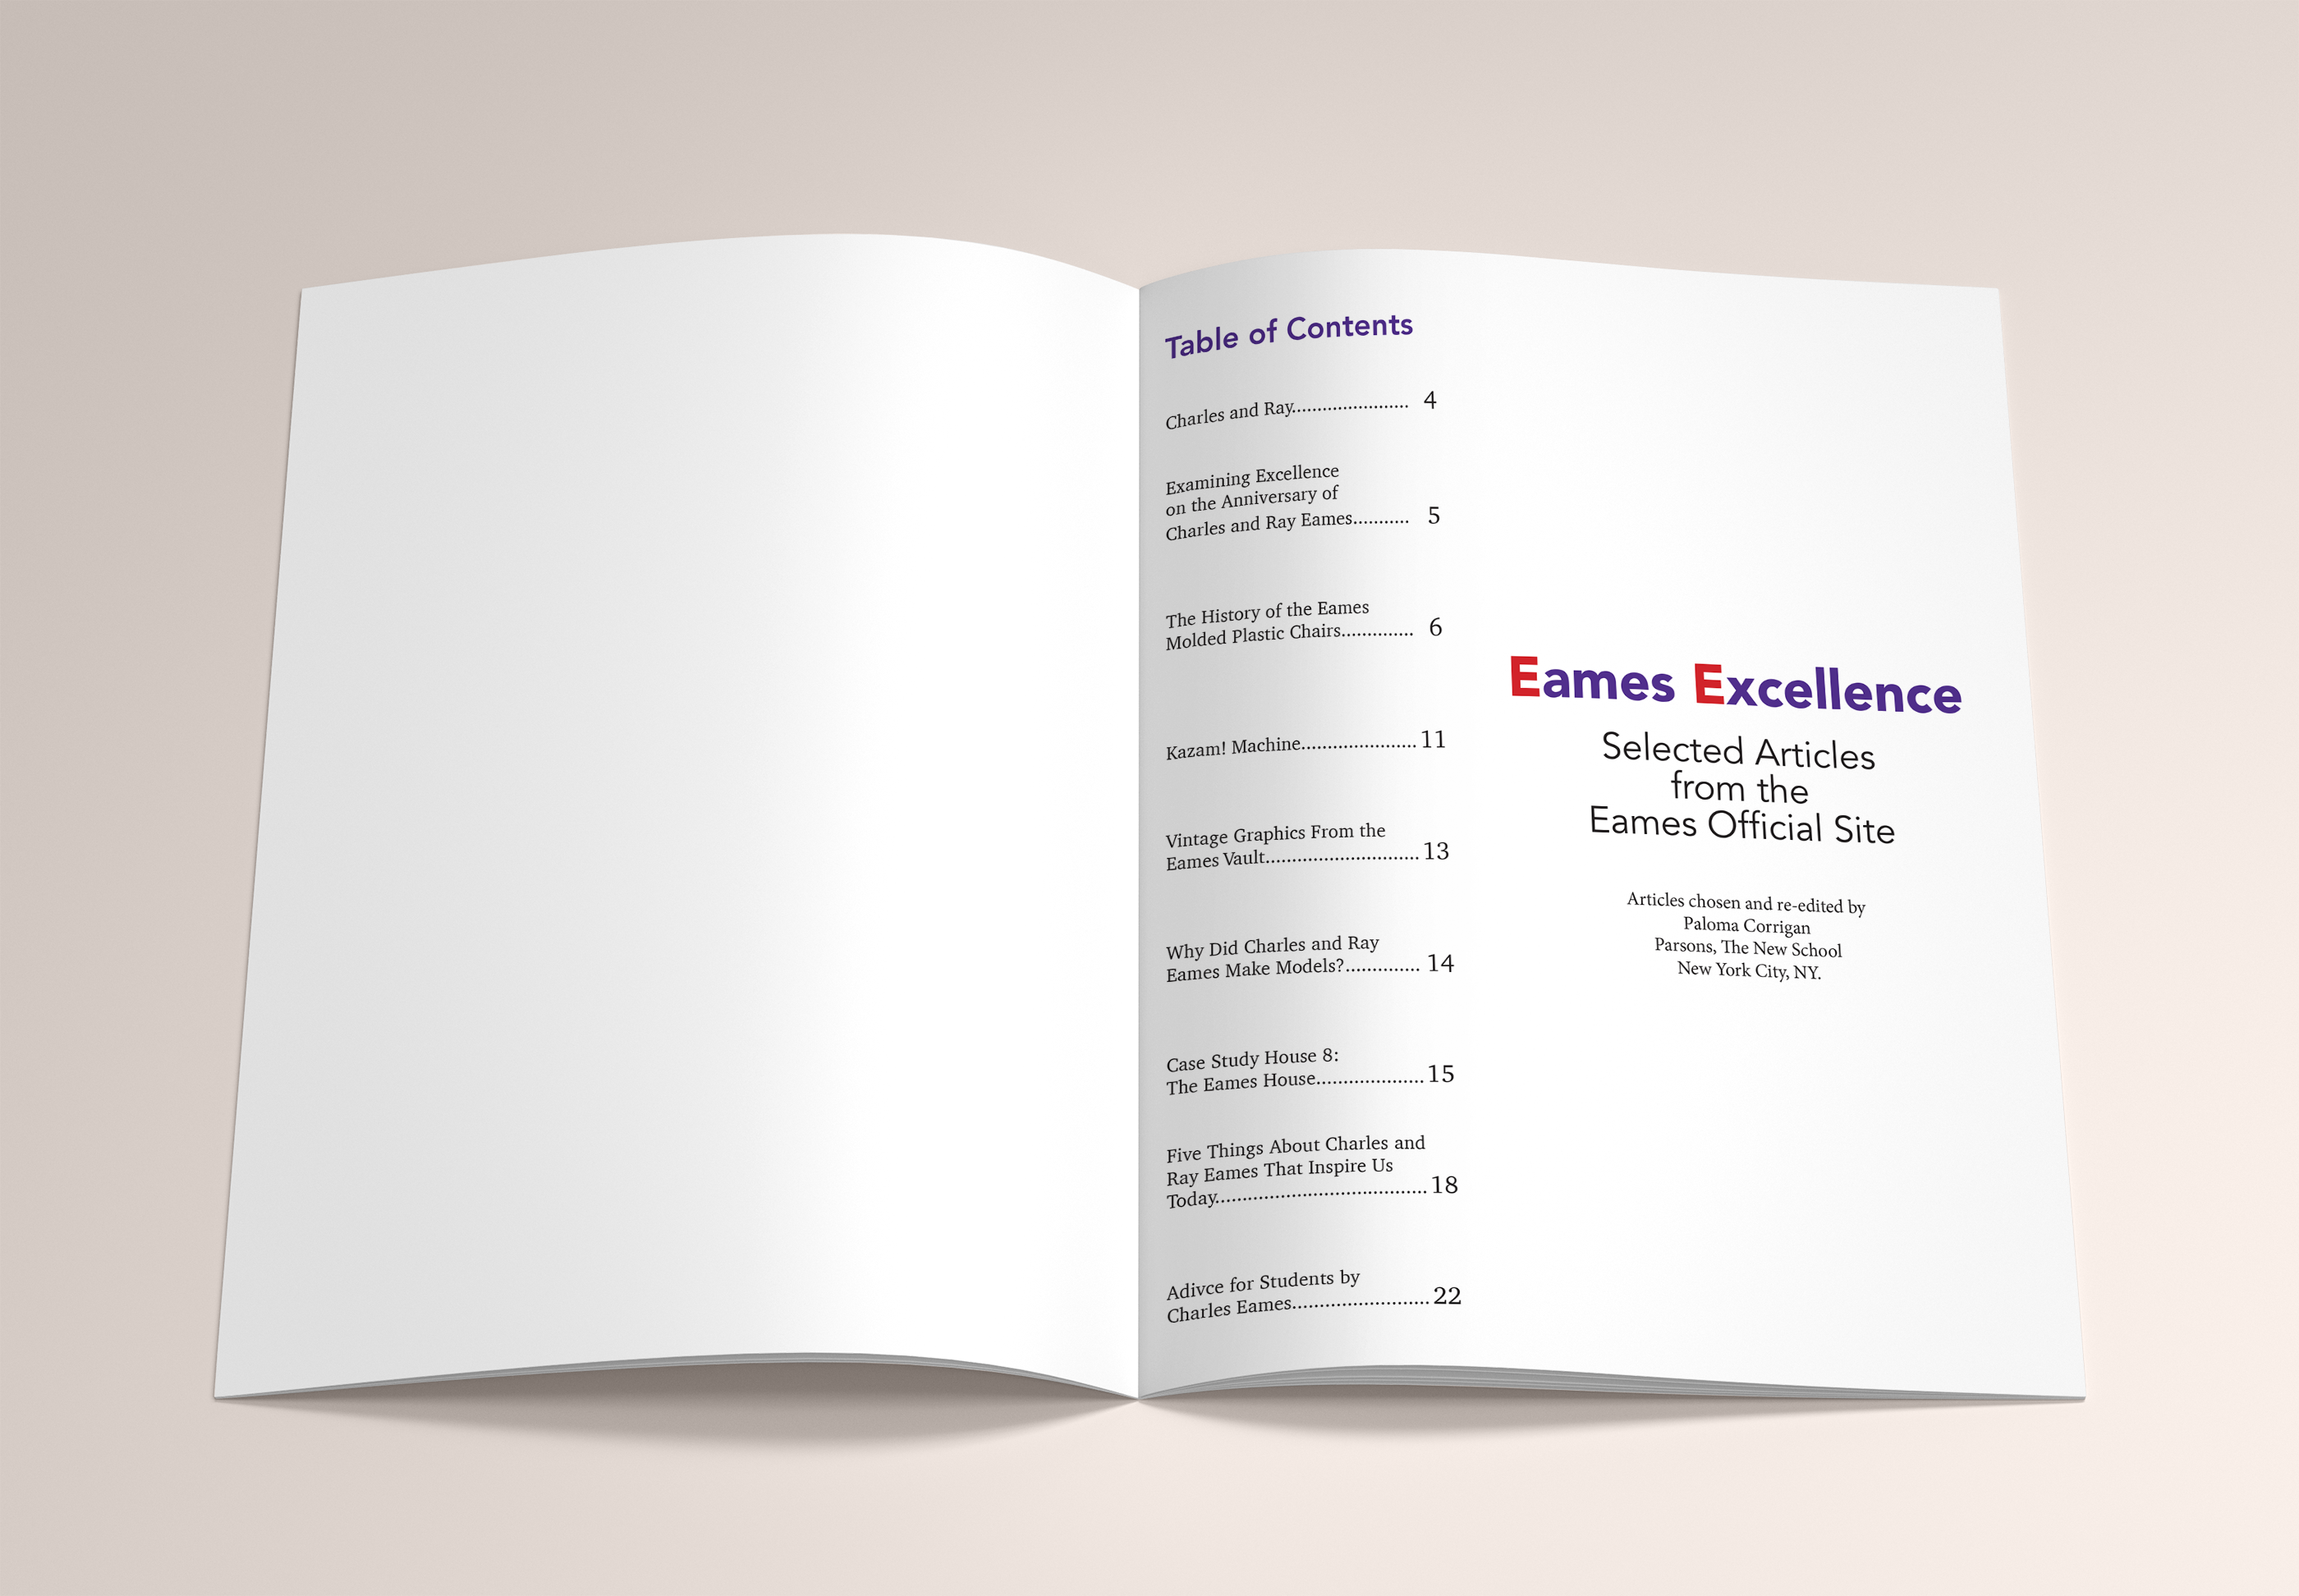 Table of Contents
Charles and Ray....................... 4
Examining Excellence
on the Anniversary of
Charles and Ray Eames........... 5
The History of the Eames
Molded Plastic Chairs.............. 6
Kazam! Machine...................... 11
Vintage Graphics From the
Eames Vault............................. 13
Why Did Charles and Ray
Eames Make Models?.............. 14
Case Study House 8:
The Eames House.................... 15
Five Things About Charles and
Ray Eames That Inspire Us
Today....................................... 18
Adivce for Students by
Charles Eames.......................... 22
Eames Excellence
Selected Articles
from the
Eames Official Site
Articles chosen and re-edited by
Paloma Corrigan
Parsons, The New School
New York City, NY.